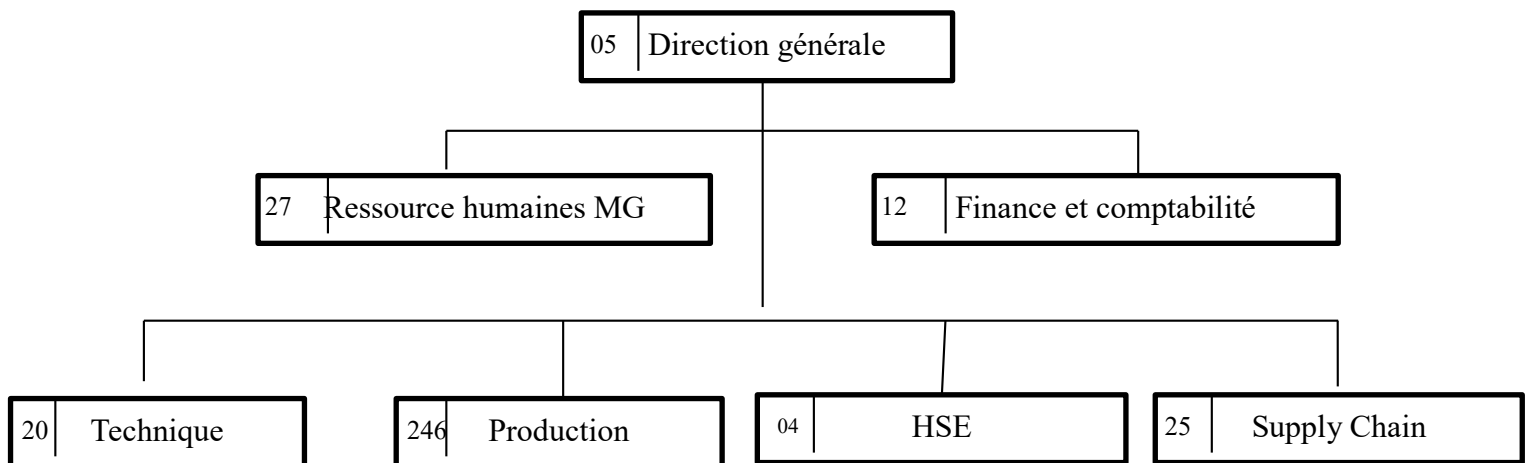 05 Direction générale
27 Ressource humaines MG
12 Finance et comptabilité
20 Technique
246 Production
04 HSE
25 Supply Chain